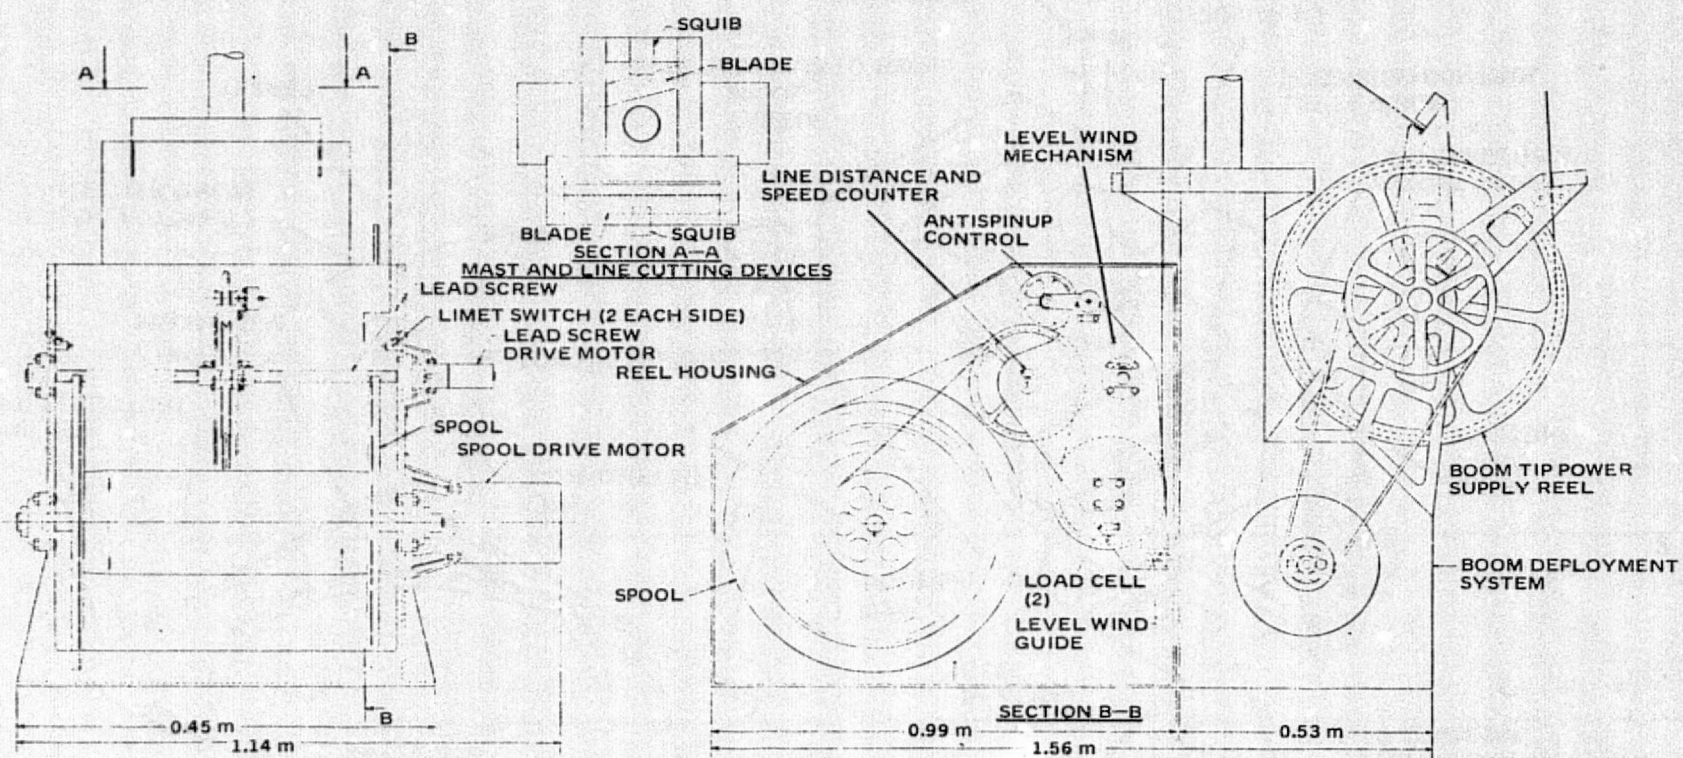 B
A
A
SQUIB
BLADE
BLADE
SQUIB
SECTION A-A
MAST AND LINE CUTTING DEVICES
LEAD SCREW
LIMET SWITCH (2 EACH SIDE)
LEAD SCREW
DRIVE MOTOR
REEL HOUSING
SPOOL
SPOOL DRIVE MOTOR
B
0.45 m
1.14 m
LEVEL WIND
MECHANISM
LINE DISTANCE AND
SPEED COUNTER
ANTISPINUP
CONTROL
SPOOL
LOAD CELL
(2)
LEVEL WIND
GUIDE
BOOM TIP POWER
SUPPLY REEL
BOOM DEPLOYMENT
SYSTEM
SECTION B-B
0.99 m
0.53 m
1.56 m